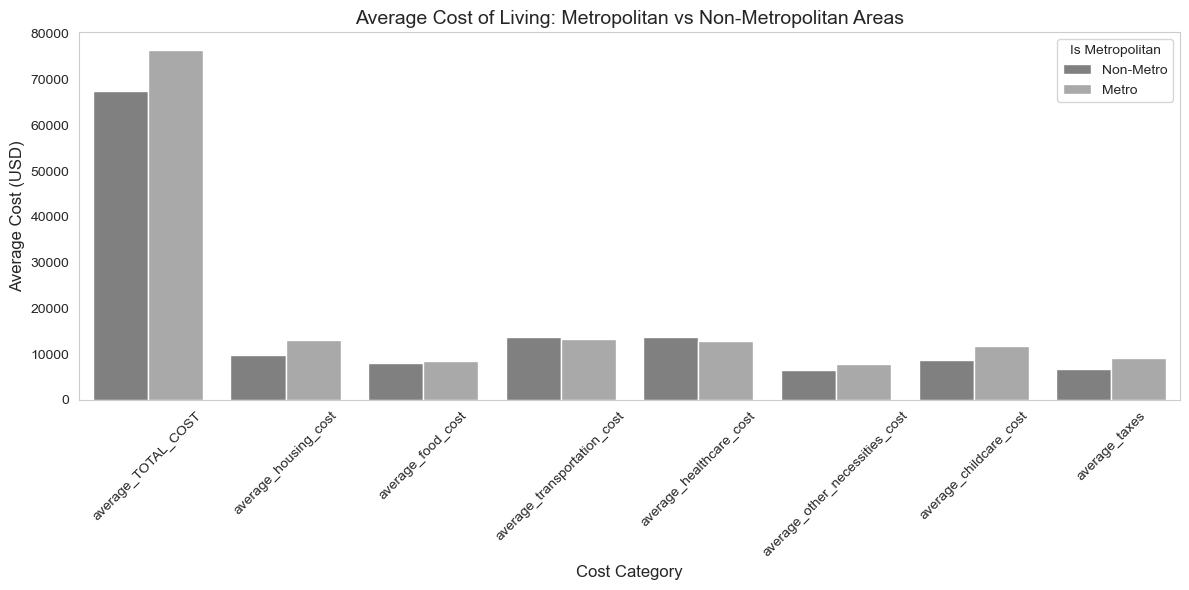 Average Cost of Living: Metropolitan vs Non-Metropolitan Areas
Is Metropolitan
Non-Metro
Metro
Average Cost (USD)
80000
70000
60000
50000
40000
30000
20000
10000
0
average_TOTAL_COST
average_housing_cost
average_food_cost
average_transportation_cost
average_healthcare_cost
average_other_necessities_cost
average_childcare_cost
average_taxes
Cost Category